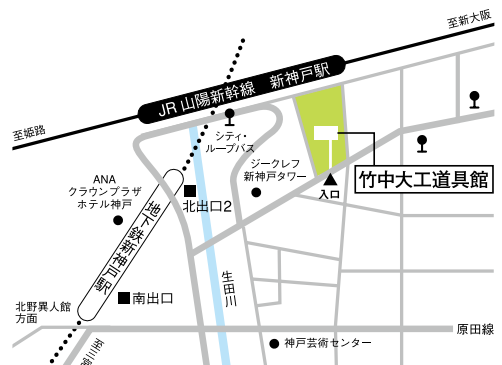 至新大阪
JR 山陽新幹線　新神戸駅
至姫路
シティ・
ループバス
ジークレフ
新神戸タワー
竹中大工道具館
入口
ANA
クラウンプラザ
ホテル神戸
北出口2
地下鉄新神戸駅
生田川
南出口
北野異人館
方面
原田線
神戸芸術センター
至三宮